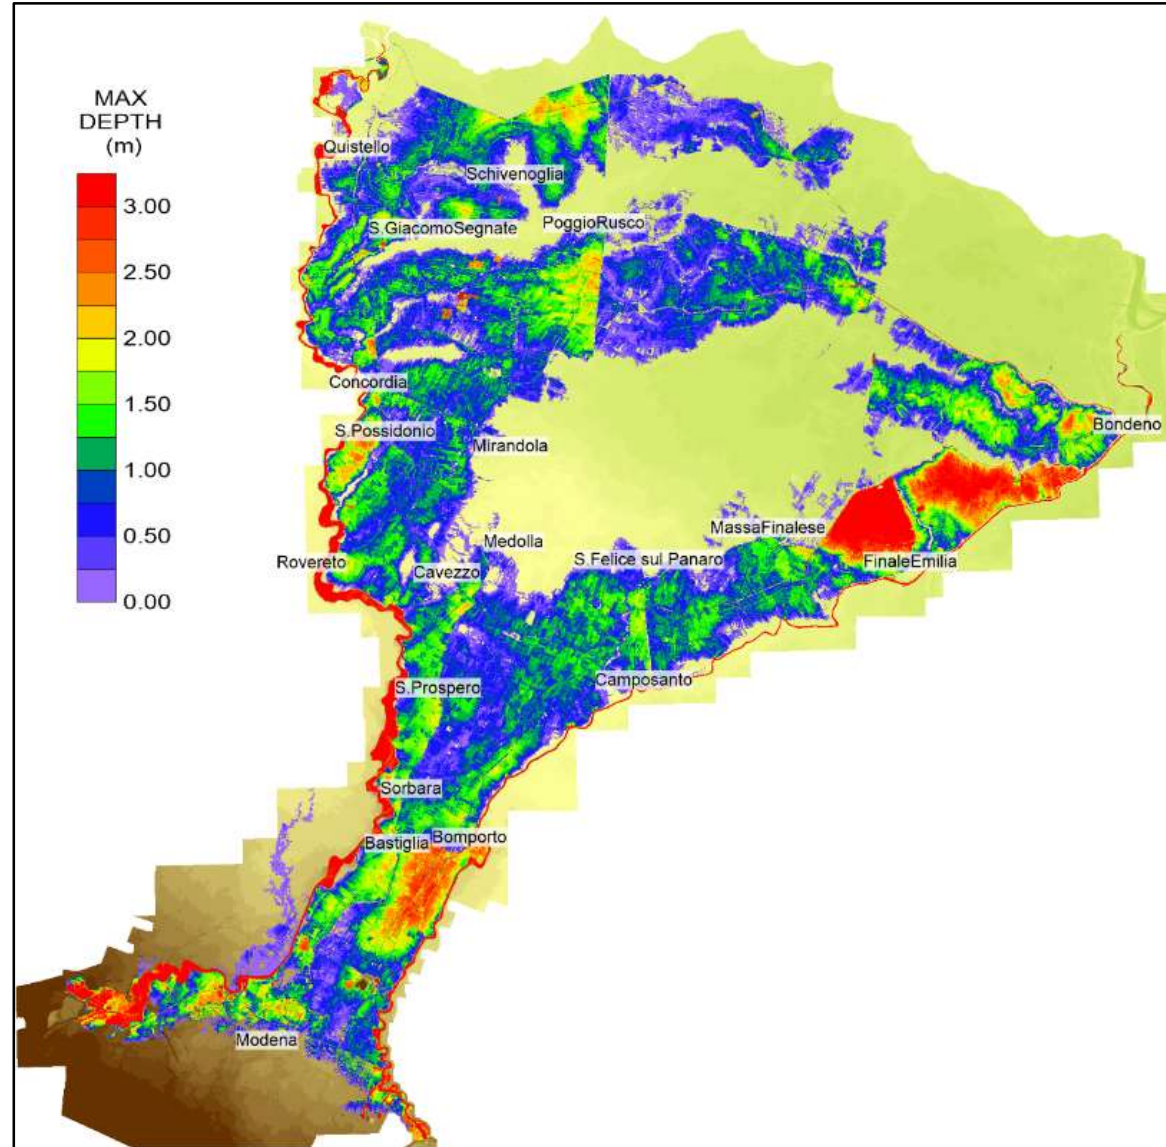 MAX
DEPTH
(m)
3.00
2.50
2.00
1.50
1.00
0.50
0.00
Quistello
Schivenoglia
S.GiacomoSegnate
PoggioRusco
Concordia
S.Possidonio
Mirandola
Bondeno
MassaFinalese
Medolla
S.Felice sul Panaro
Rovereto
Cavezzo
FinaleEmilia
Camposanto
S.Prospero
Sorbara
Bastiglia
Bomporto
Modena